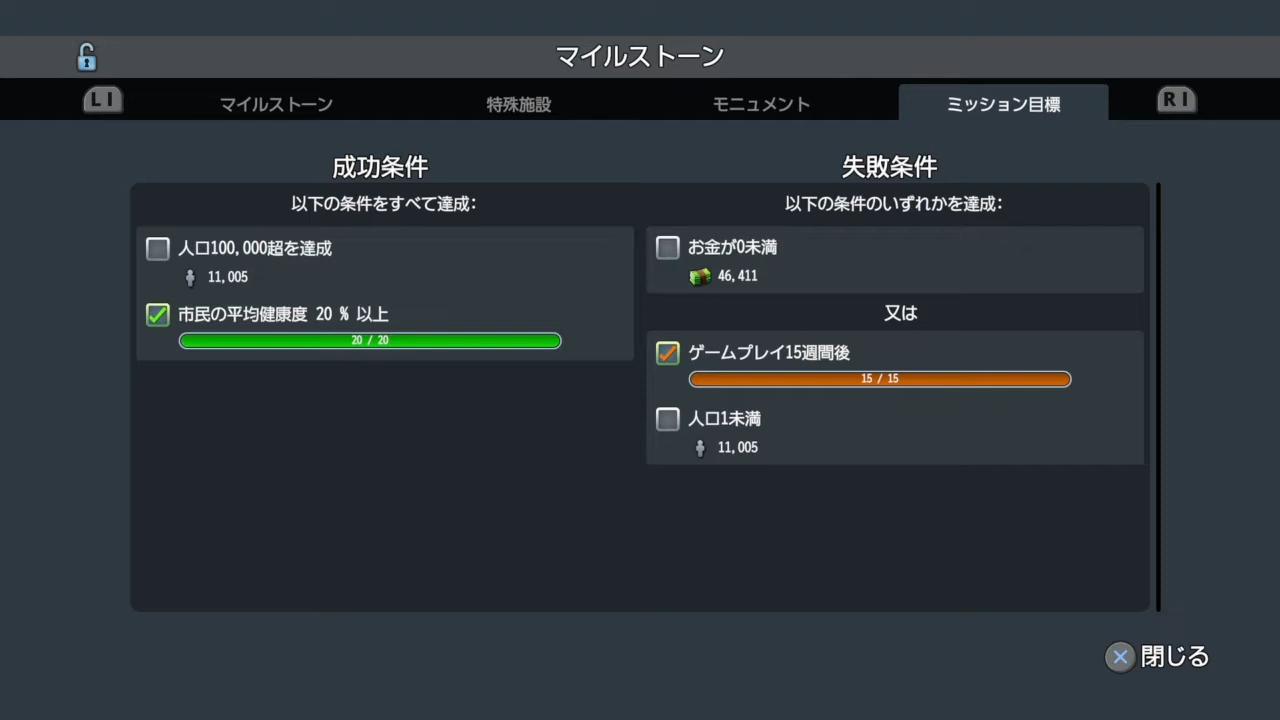 マイルストーン
L1 マイルストーン 特殊施設 モニュメント ミッション目標 R1
成功条件
以下の条件をすべて達成:
人口100,000超を達成
11,005
市民の平均健康度 20 % 以上
20 / 20
失敗条件
以下の条件のいずれかを達成:
お金が0未満
46,411
又は
ゲームプレイ15週間後
15 / 15
人口1未満
11,005
閉じる